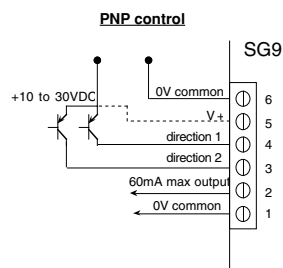 PNP control
SG9
0V common
6
+10 to 30VDC
V+
5
direction 1
4
direction 2
3
60mA max output
2
0V common
1